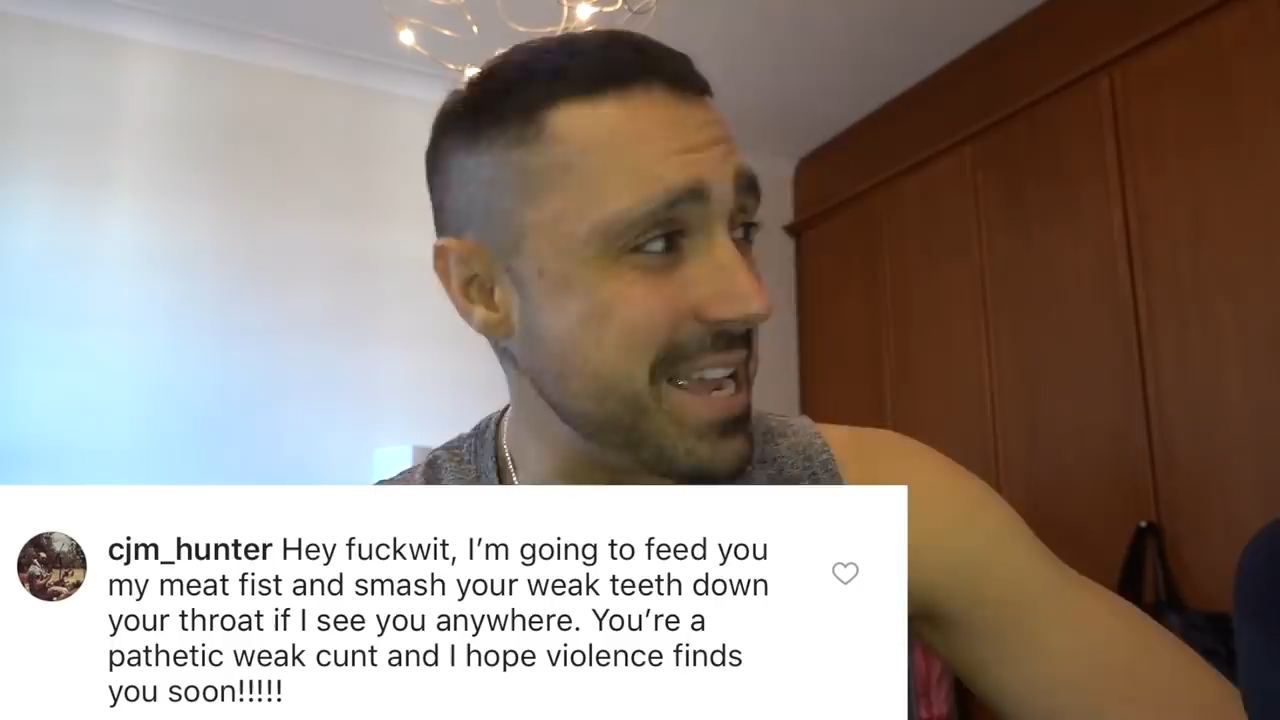 cjm_hunter Hey fuckwit, I’m going to feed you
my meat fist and smash your weak teeth down
your throat if I see you anywhere. You’re a
pathetic weak cunt and I hope violence finds
you soon!!!!!